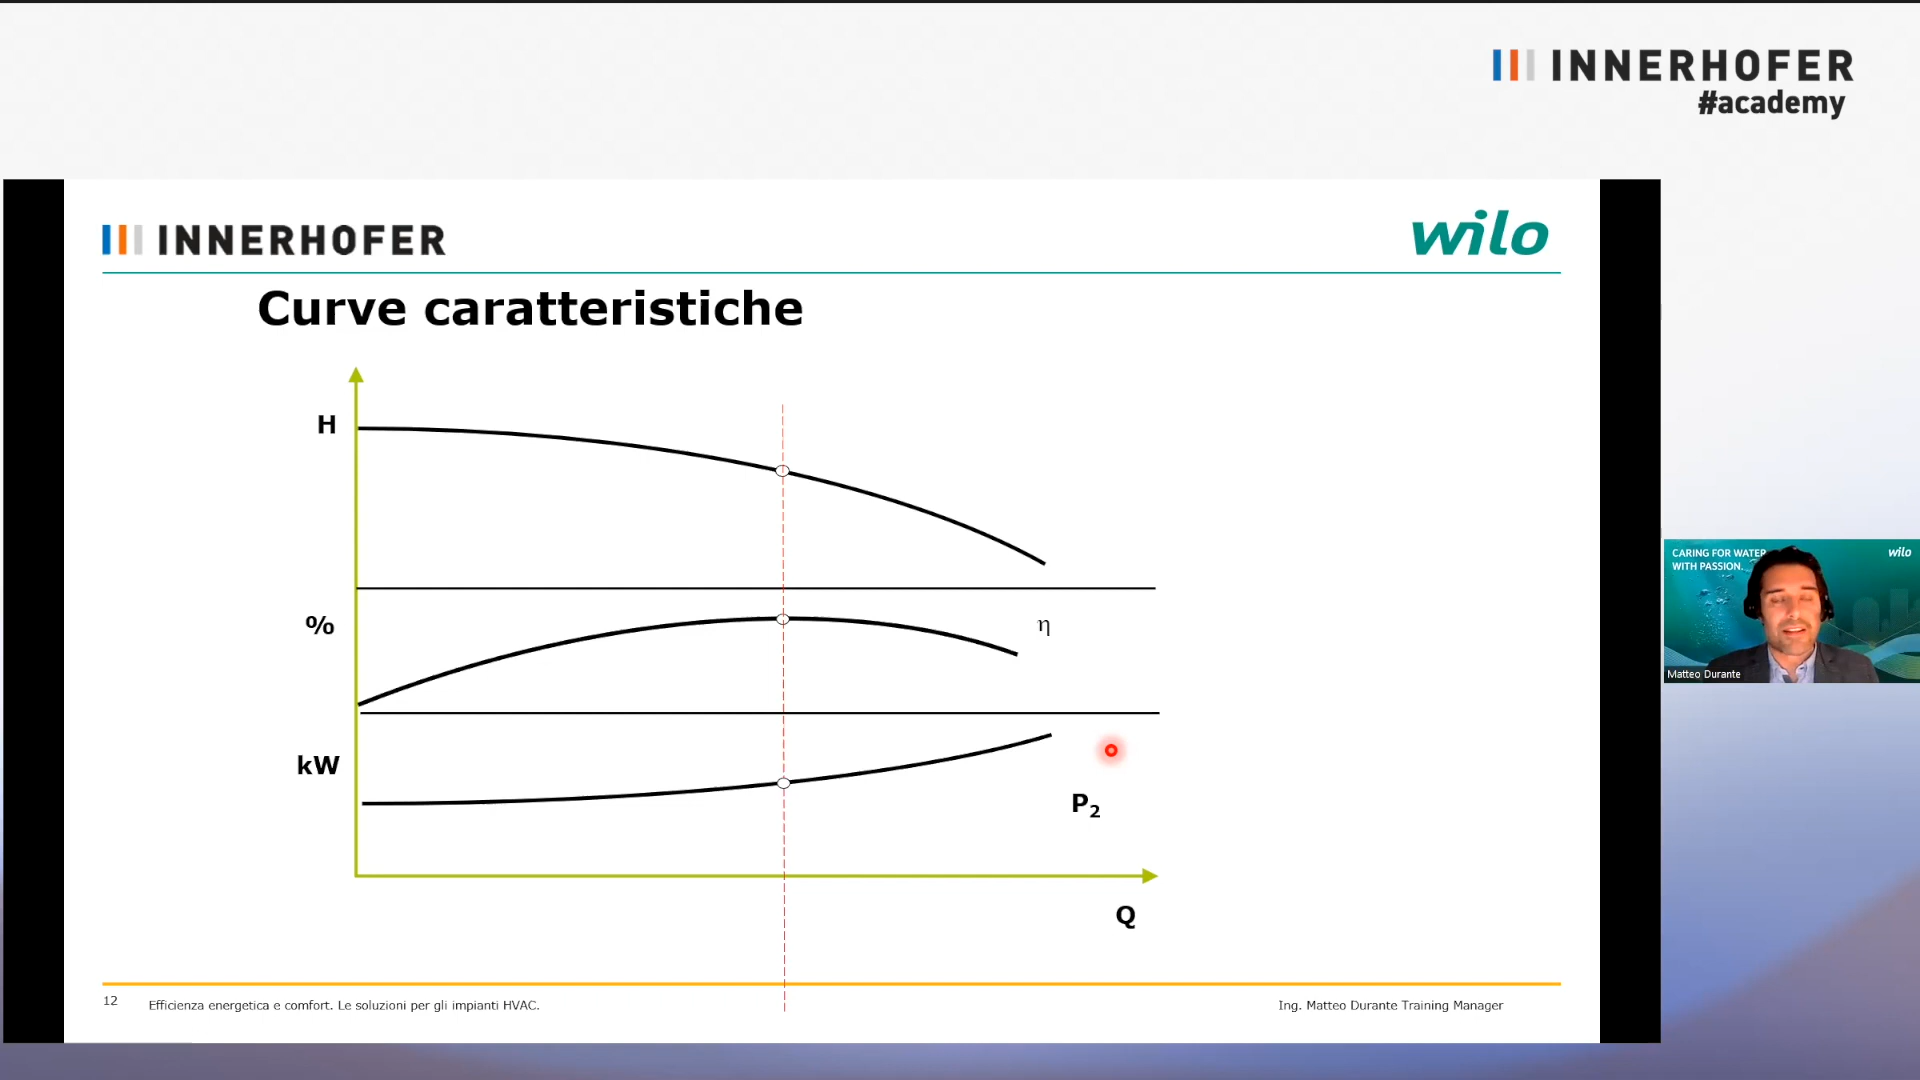 INNERHOFER
#academy
INNERHOFER
wilo
Curve caratteristiche
H
%
η
kW
P2
Q
12
Efficienza energetica e comfort. Le soluzioni per gli impianti HVAC.
Ing. Matteo Durante Training Manager
CARING FOR WATER
WITH PASSION.
wilo
Matteo Durante